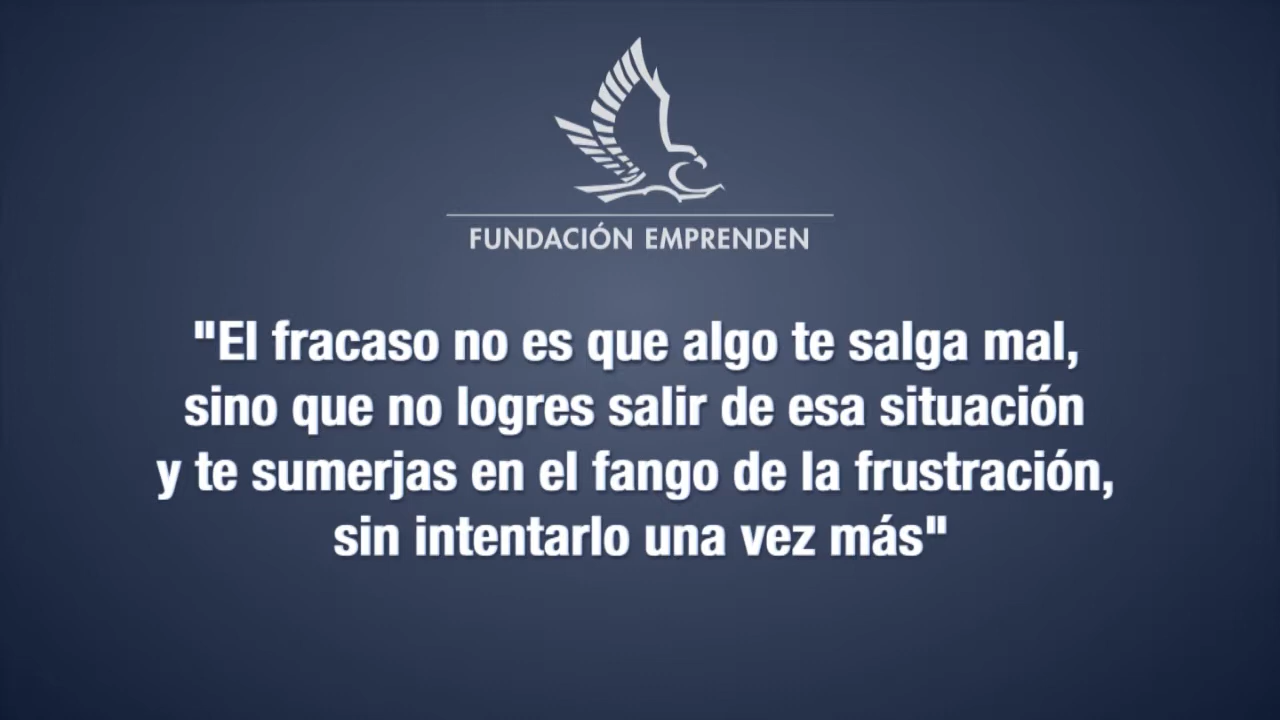 FUNDACIÓN EMPRENDEN
"El fracaso no es que algo te salga mal,
sino que no logres salir de esa situación
y te sumerjas en el fango de la frustración,
sin intentarlo una vez más"